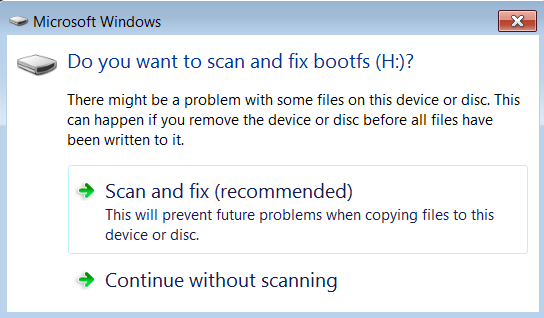 Microsoft Windows
Do you want to scan and fix bootfs (H:)?
There might be a problem with some files on this device or disc. This
can happen if you remove the device or disc before all files have
been written to it.
Scan and fix (recommended)
This will prevent future problems when copying files to this
device or disc.
Continue without scanning